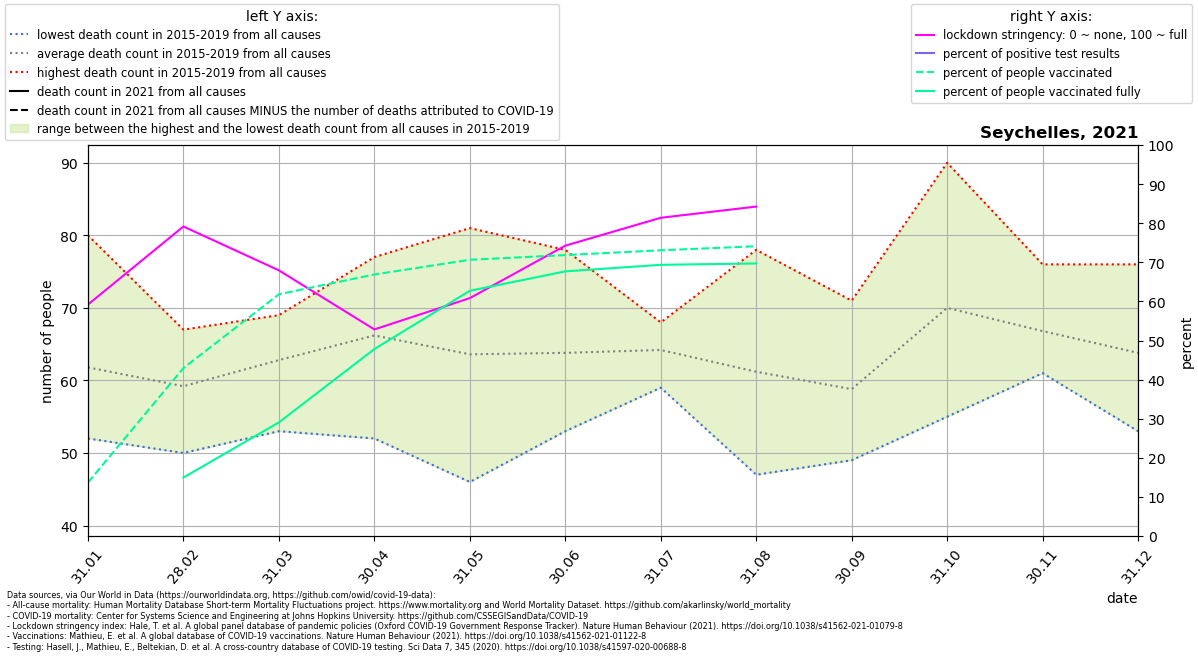 left Y axis:
lowest death count in 2015-2019 from all causes
average death count in 2015-2019 from all causes
highest death count in 2015-2019 from all causes
death count in 2021 from all causes
death count in 2021 from all causes MINUS the number of deaths attributed to COVID-19
range between the highest and the lowest death count from all causes in 2015-2019
right Y axis:
lockdown stringency: 0 ~ none, 100 ~ full
percent of positive test results
percent of people vaccinated
percent of people vaccinated fully
Seychelles, 2021
number of people
90
80
70
60
50
40
100
90
80
70
60
50
40
30
20
10
0
percent
31.01
28.02
31.03
30.04
31.05
30.06
31.07
31.08
30.09
31.10
30.11
31.12
date
Data sources, via Our World in Data (https://ourworldindata.org, https://github.com/owid/covid-19-data):
- All-cause mortality: Human Mortality Database Short-term Mortality Fluctuations project. https://www.mortality.org and World Mortality Dataset. https://github.com/akarlinsky/world_mortality
- COVID-19 mortality: Center for Systems Science and Engineering at Johns Hopkins University. https://github.com/CSSEGISandData/COVID-19
- Lockdown stringency index: Hale, T. et al. A global panel database of pandemic policies (Oxford COVID-19 Government Response Tracker). Nature Human Behaviour (2021). https://doi.org/10.1038/s41562-021-01079-8
- Vaccinations: Mathieu, E. et al. A global database of COVID-19 vaccinations. Nature Human Behaviour (2021). https://doi.org/10.1038/s41562-021-01122-8
- Testing: Hasell, J., Mathieu, E., Beltekian, D. et al. A cross-country database of COVID-19 testing. Sci Data 7, 345 (2020). https://doi.org/10.1038/s41597-020-00688-8